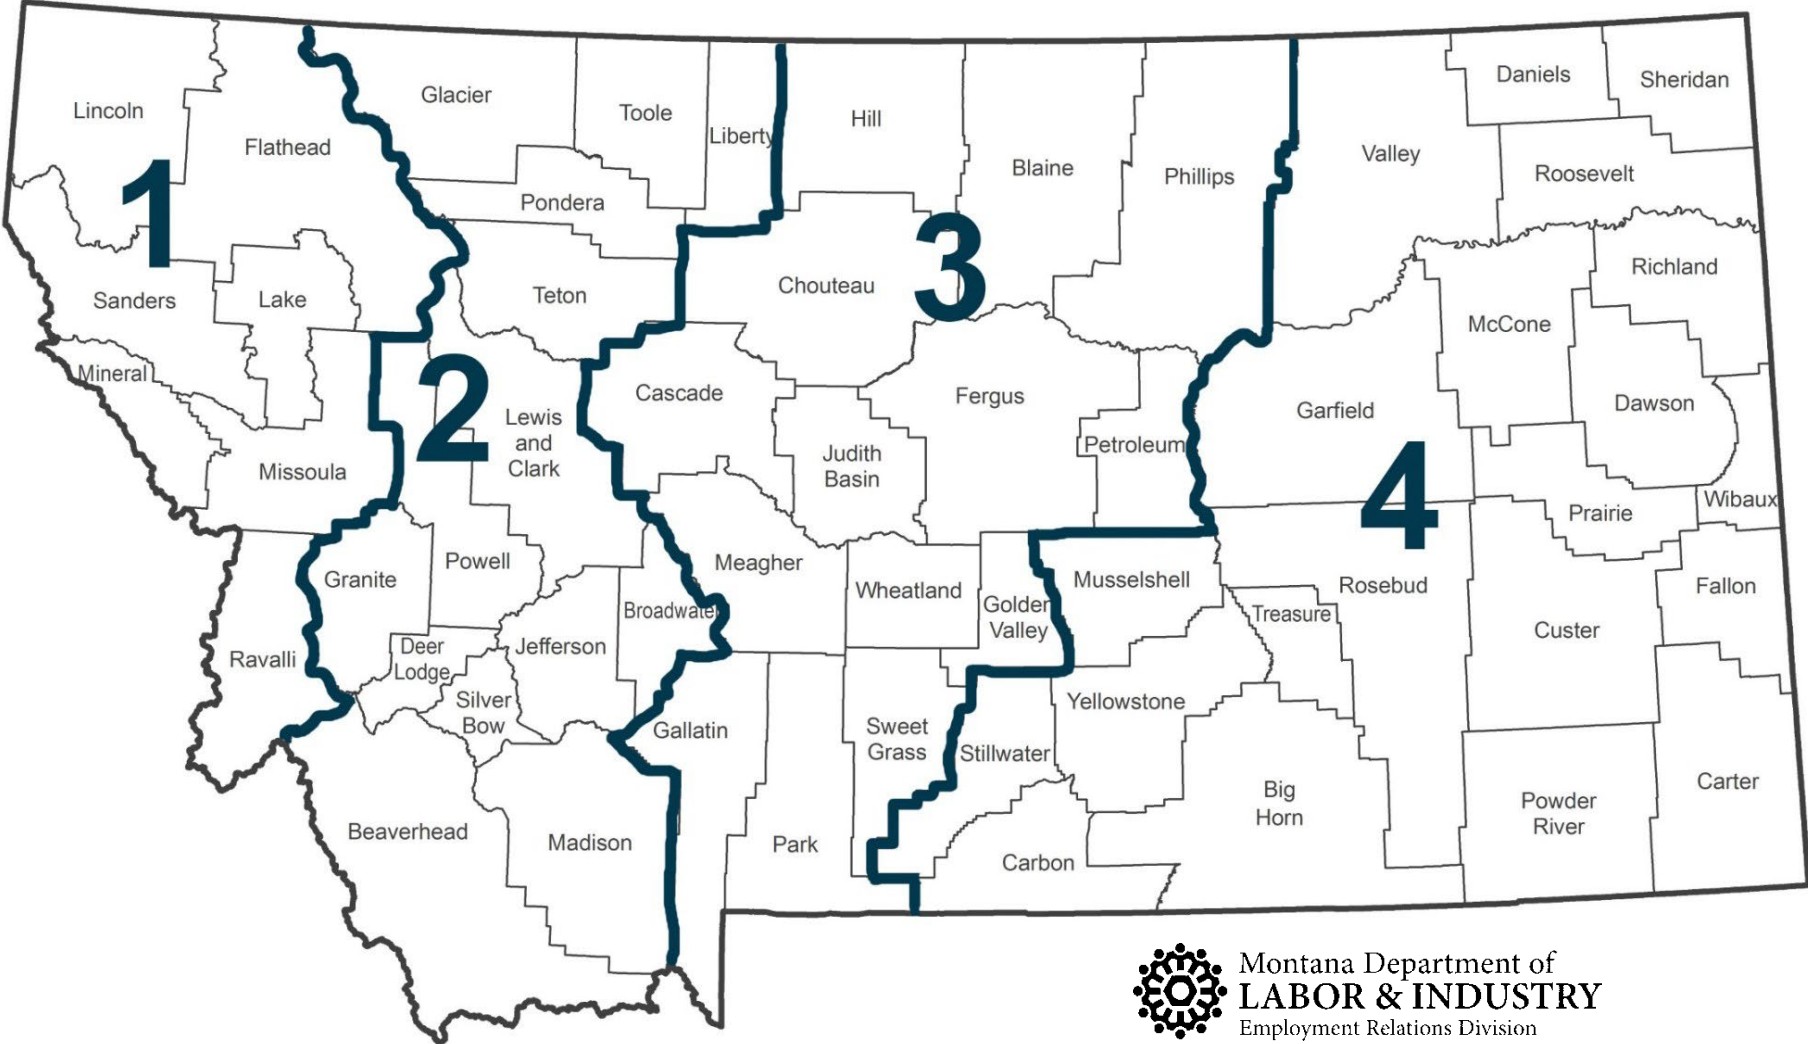 Lincoln
Flathead
Glacier
Toole
Liberty
Hill
Blaine
Phillips
Valley
Daniels
Sheridan
Roosevelt
Pondera
1
3
Sanders
Lake
Teton
Chouteau
Richland
McCone
Mineral
2
Lewis
and
Clark
Cascade
Fergus
Garfield
Dawson
Missoula
Judith
Basin
Petroleum
4
Prairie
Wibaux
Granite
Powell
Meagher
Wheatland
Golden
Valley
Musselshell
Rosebud
Treasure
Fallon
Broadwater
Custer
Ravalli
Deer
Lodge
Jefferson
Silver
Bow
Gallatin
Sweet
Grass
Stillwater
Yellowstone
Big
Horn
Powder
River
Carter
Beaverhead
Madison
Park
Carbon
Montana Department of
LABOR & INDUSTRY
Employment Relations Division